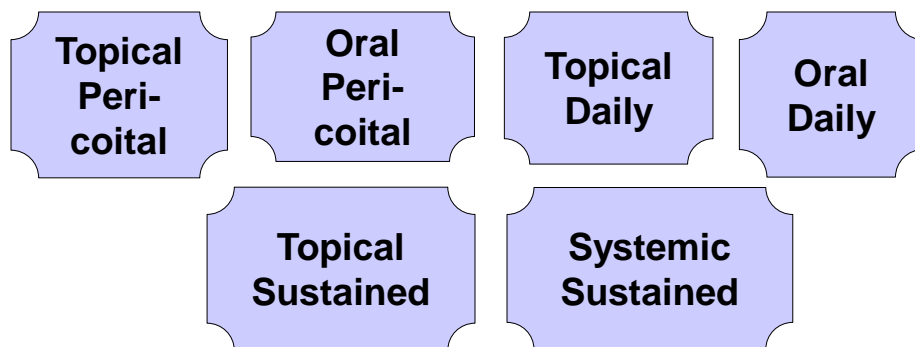 Topical
Peri-
coital
Oral
Peri-
coital
Topical
Daily
Oral
Daily
Topical
Sustained
Systemic
Sustained